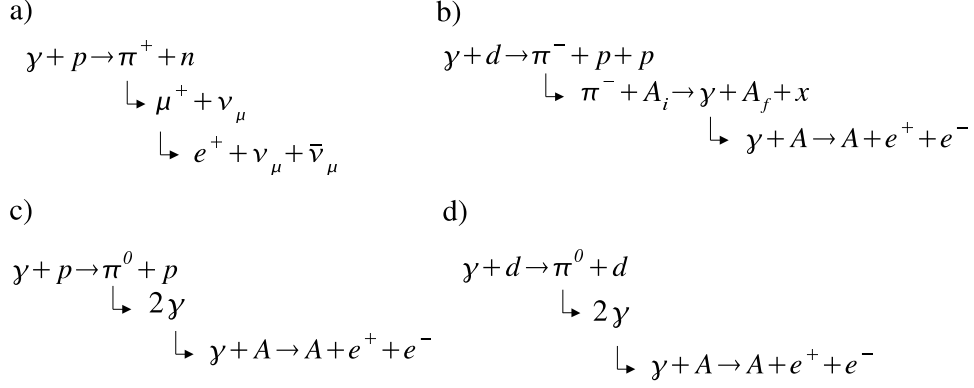 a)
γ + p → π⁺ + n
μ⁺ + ν_μ
e⁺ + ν_μ + ν̄_μ
b)
γ + d → π⁻ + p + p
π⁻ + A_i → γ + A_f + x
γ + A → A + e⁺ + e⁻
c)
γ + p → π⁰ + p
2γ
γ + A → A + e⁺ + e⁻
d)
γ + d → π⁰ + d
2γ
γ + A → A + e⁺ + e⁻